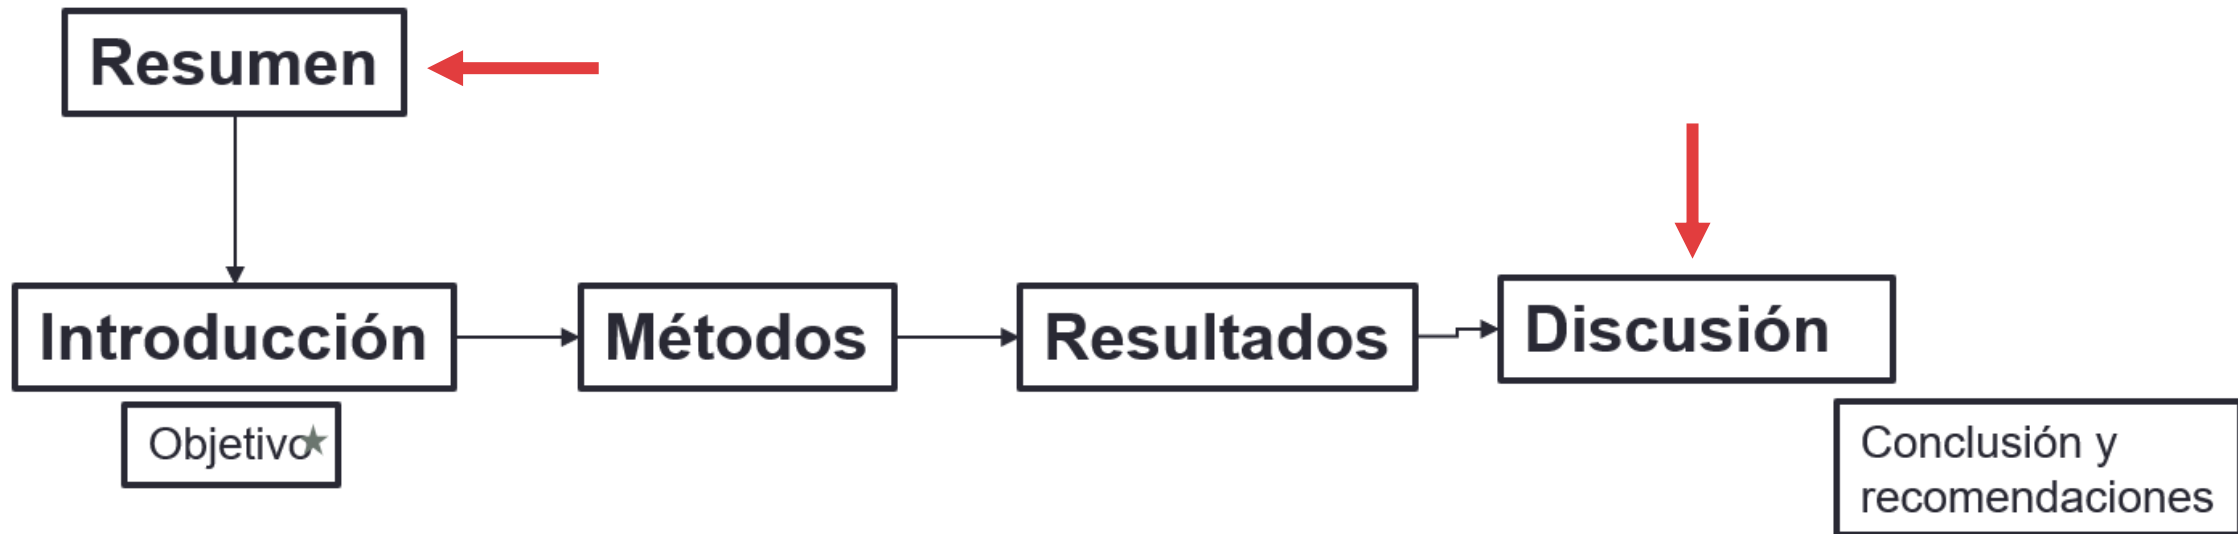 Resumen
Introducción
Métodos
Resultados
Discusión
Objetivo
Conclusión y
recomendaciones